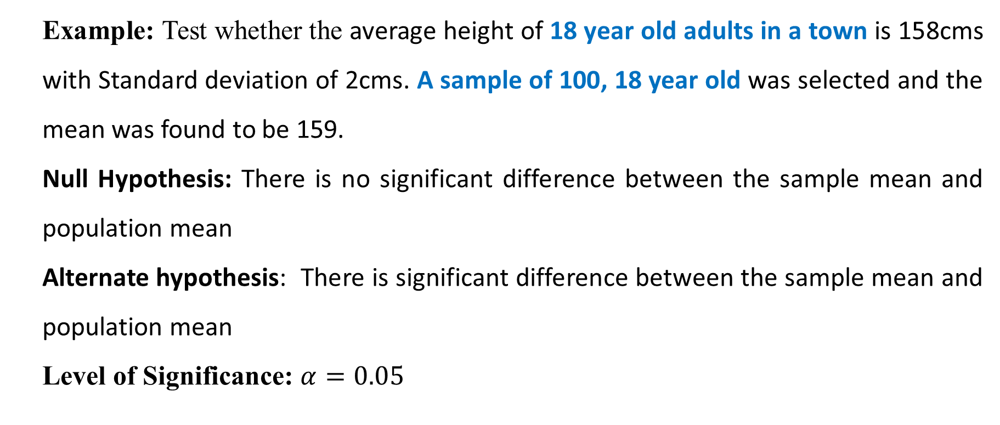 Example: Test whether the average height of 18 year old adults in a town is 158cms
with Standard deviation of 2cms. A sample of 100, 18 year old was selected and the
mean was found to be 159.
Null Hypothesis: There is no significant difference between the sample mean and
population mean
Alternate hypothesis: There is significant difference between the sample mean and
population mean
Level of Significance: α = 0.05